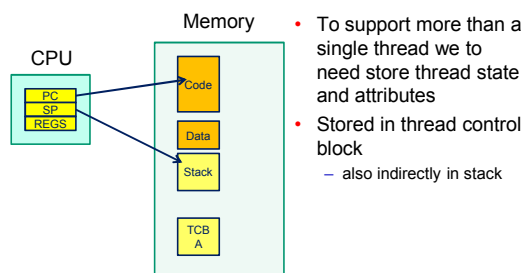 Memory
CPU
PC
SP
REGS
Code
Data
Stack
TCB
A
• To support more than a
single thread we to
need store thread state
and attributes
• Stored in thread control
block
– also indirectly in stack